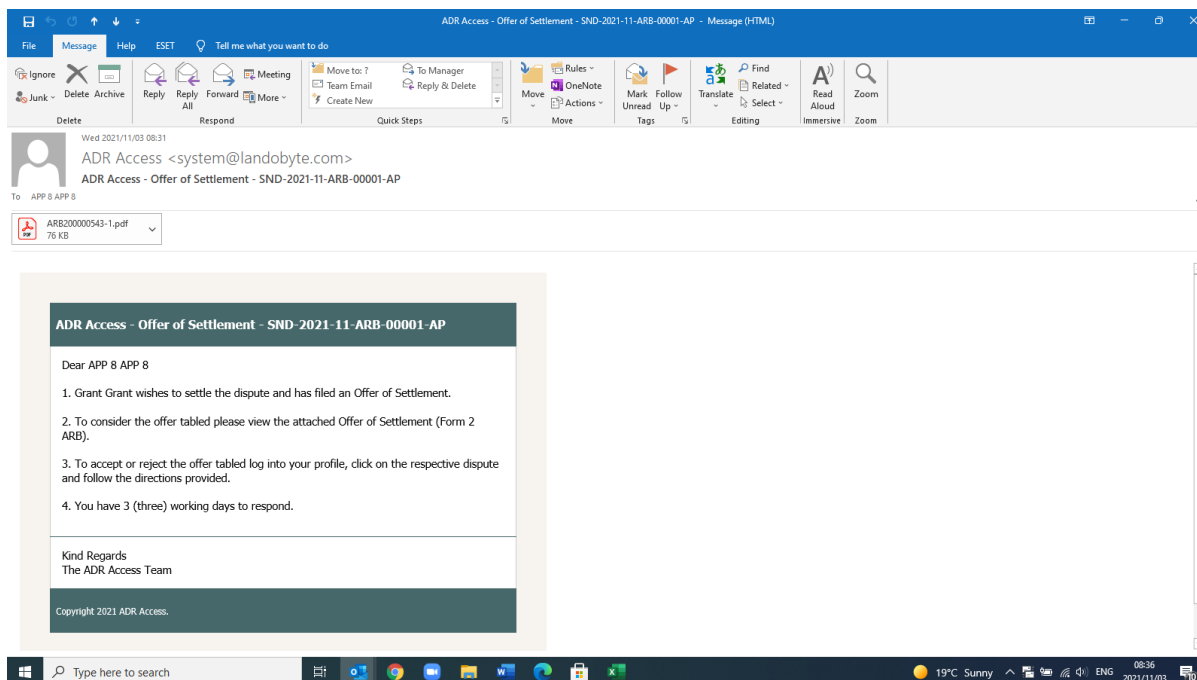 ADR Access - Offer of Settlement - SND-2021-11-ARB-00001-AP - Message (HTML)
File Message Help ESET Tell me what you want to do
Ignore
Junk
Delete
Archive
Delete
Reply
Reply All
Forward
Meeting
More
Respond
Move to: ?
Team Email
Create New
To Manager
Reply & Delete
Quick Steps
Move
Rules
OneNote
Actions
Move
Mark Unread
Follow Up
Tags
Translate
Find
Related
Select
Editing
Read Aloud
Immersive
Zoom
Zoom
Wed 2021/11/03 08:31
ADR Access <system@landobyte.com>
ADR Access - Offer of Settlement - SND-2021-11-ARB-00001-AP
To APP 8 APP 8
ARB200000543-1.pdf
76 KB
ADR Access - Offer of Settlement - SND-2021-11-ARB-00001-AP
Dear APP 8 APP 8
1. Grant Grant wishes to settle the dispute and has filed an Offer of Settlement.
2. To consider the offer tabled please view the attached Offer of Settlement (Form 2
ARB).
3. To accept or reject the offer tabled log into your profile, click on the respective dispute
and follow the directions provided.
4. You have 3 (three) working days to respond.
Kind Regards
The ADR Access Team
Copyright 2021 ADR Access.
Type here to search
19°C Sunny
ENG
08:36
2021/11/03